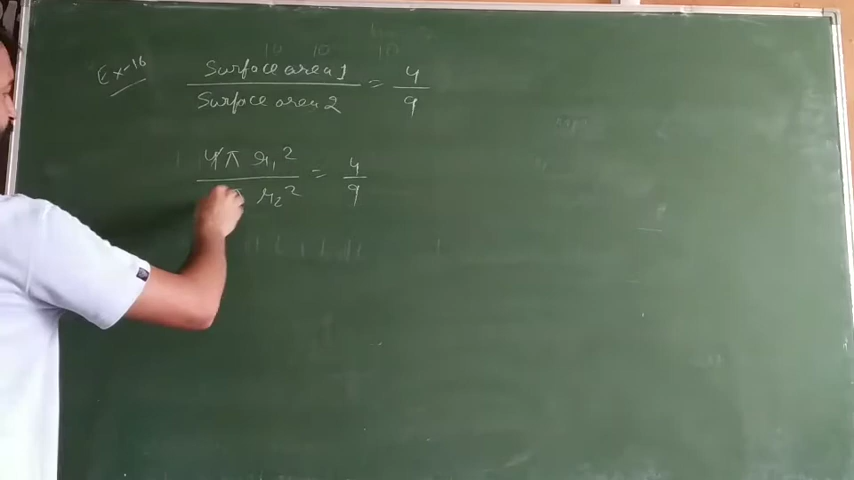 Ex-16
Surface area 1 / Surface area 2 = 4/9
4π r₁² / π r₂² = 4/9